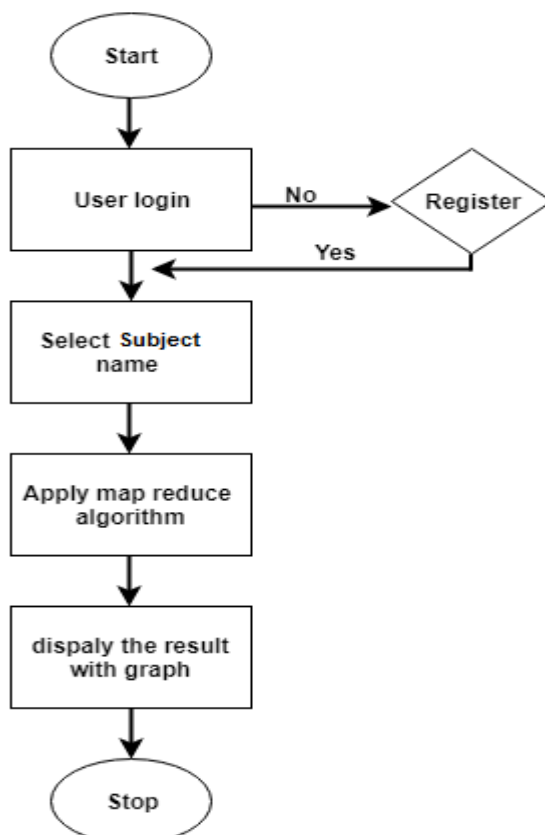 Start
User login
No
Register
Yes
Select Subject
name
Apply map reduce
algorithm
dispaly the result
with graph
Stop